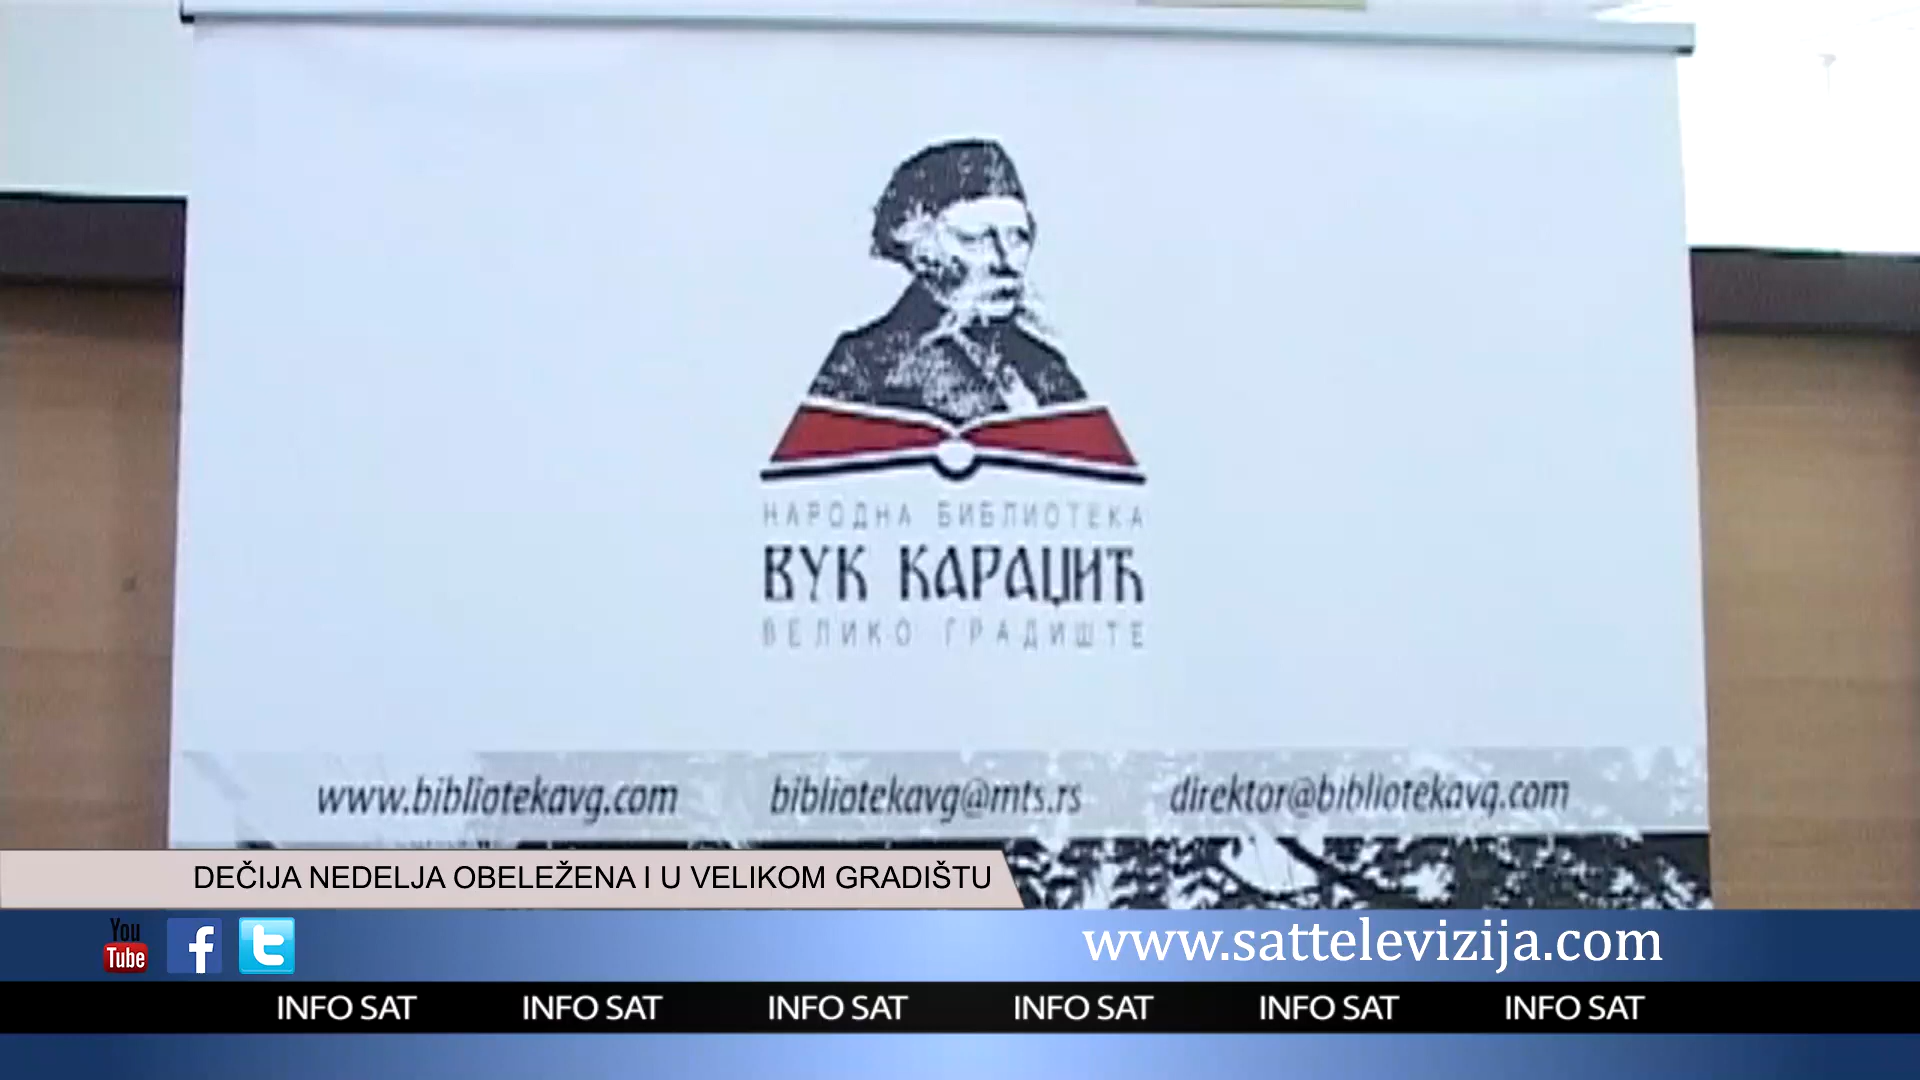 НАРОДНА БИБЛИОТЕКА
ВУК КАРАЏИЋ
ВЕЛИКО ГРАДИШТЕ
www.bibliotekavg.com bibliotekavg@mts.rs direktor@bibliotekavg.com
DEČIJA NEDELJA OBELEŽENA I U VELIKOM GRADIŠTU
You Tube www.sattelevizija.com
INFO SAT INFO SAT INFO SAT INFO SAT INFO SAT INFO SAT